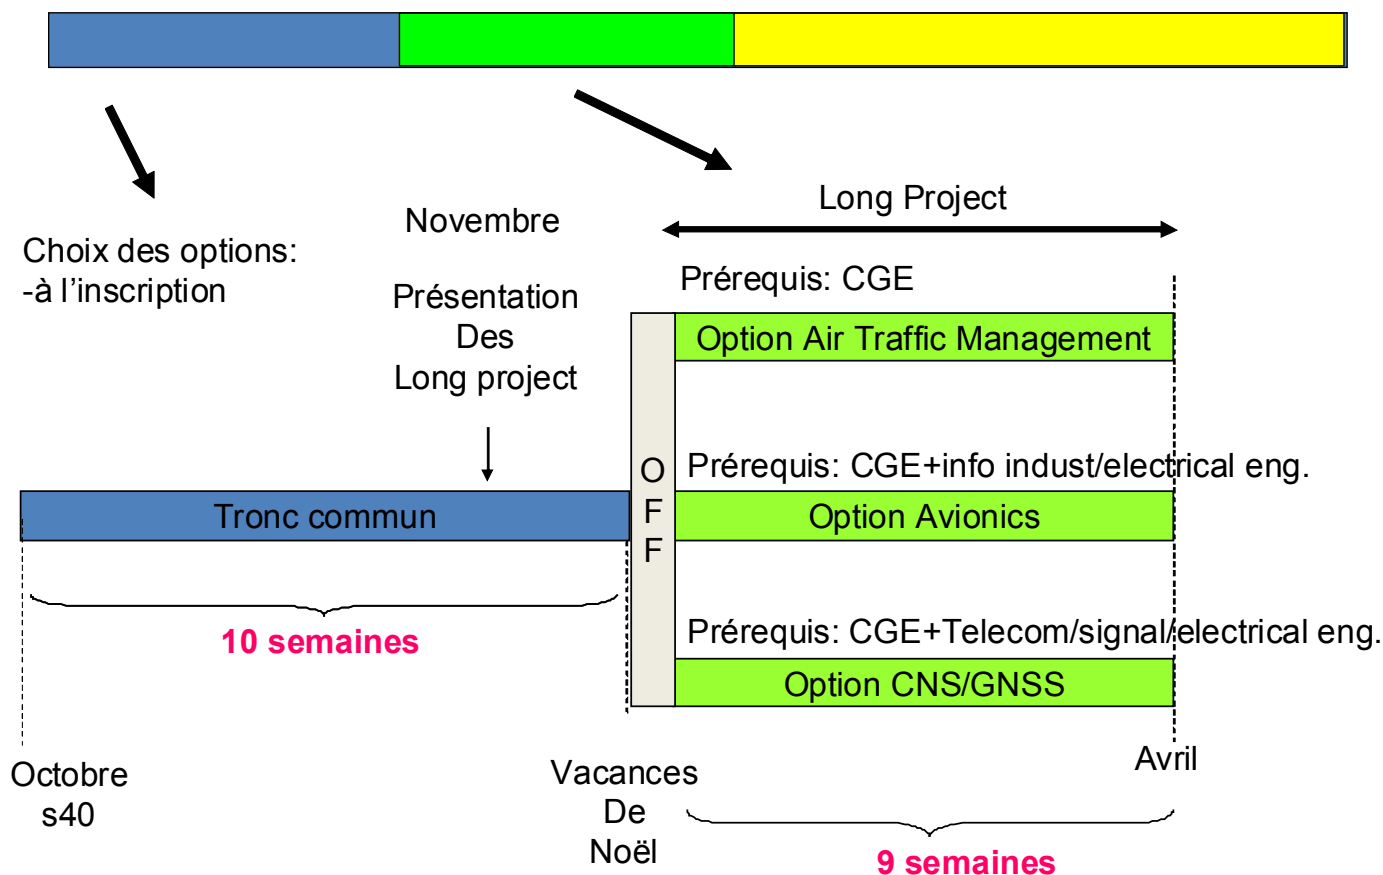 Choix des options:
-à l’inscription
Novembre
Présentation
Des
Long project
Long Project
Prérequis: CGE
Option Air Traffic Management
O
F
F
Prérequis: CGE+info indust/electrical eng.
Tronc commun
Option Avionics
10 semaines
Prérequis: CGE+Telecom/signal/electrical eng.
Option CNS/GNSS
Octobre
s40
Vacances
De
Noël
Avril
9 semaines